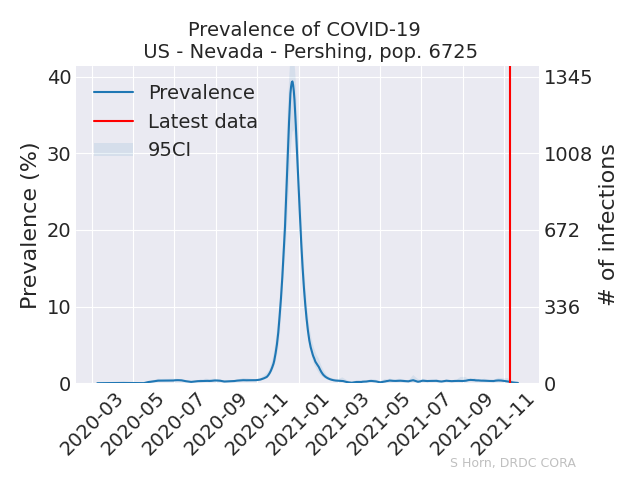 Prevalence of COVID-19
US - Nevada - Pershing, pop. 6725
Prevalence
Latest data
95CI
Prevalence (%)
40
30
20
10
0
# of infections
1345
1008
672
336
0
2020-03
2020-05
2020-07
2020-09
2020-11
2021-01
2021-03
2021-05
2021-07
2021-09
2021-11
S Horn, DRDC CORA